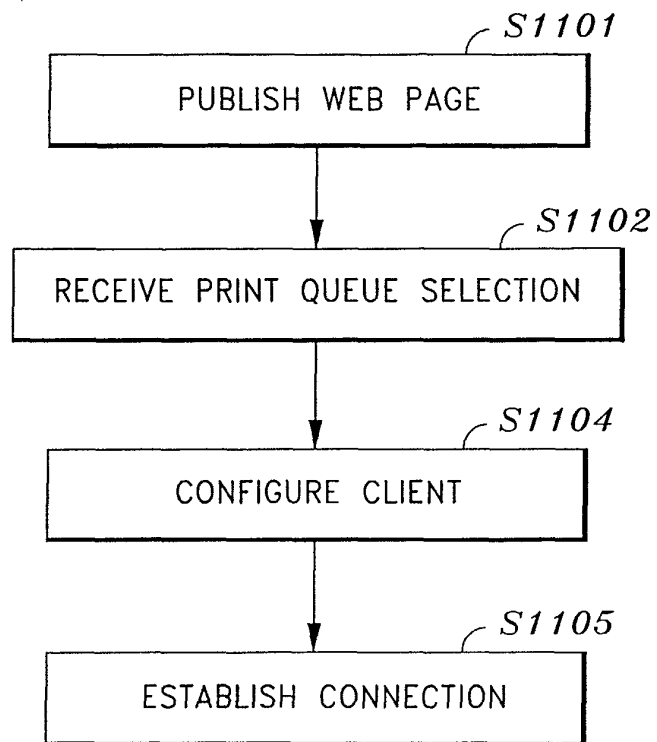 S1101
PUBLISH WEB PAGE
S1102
RECEIVE PRINT QUEUE SELECTION
S1104
CONFIGURE CLIENT
S1105
ESTABLISH CONNECTION